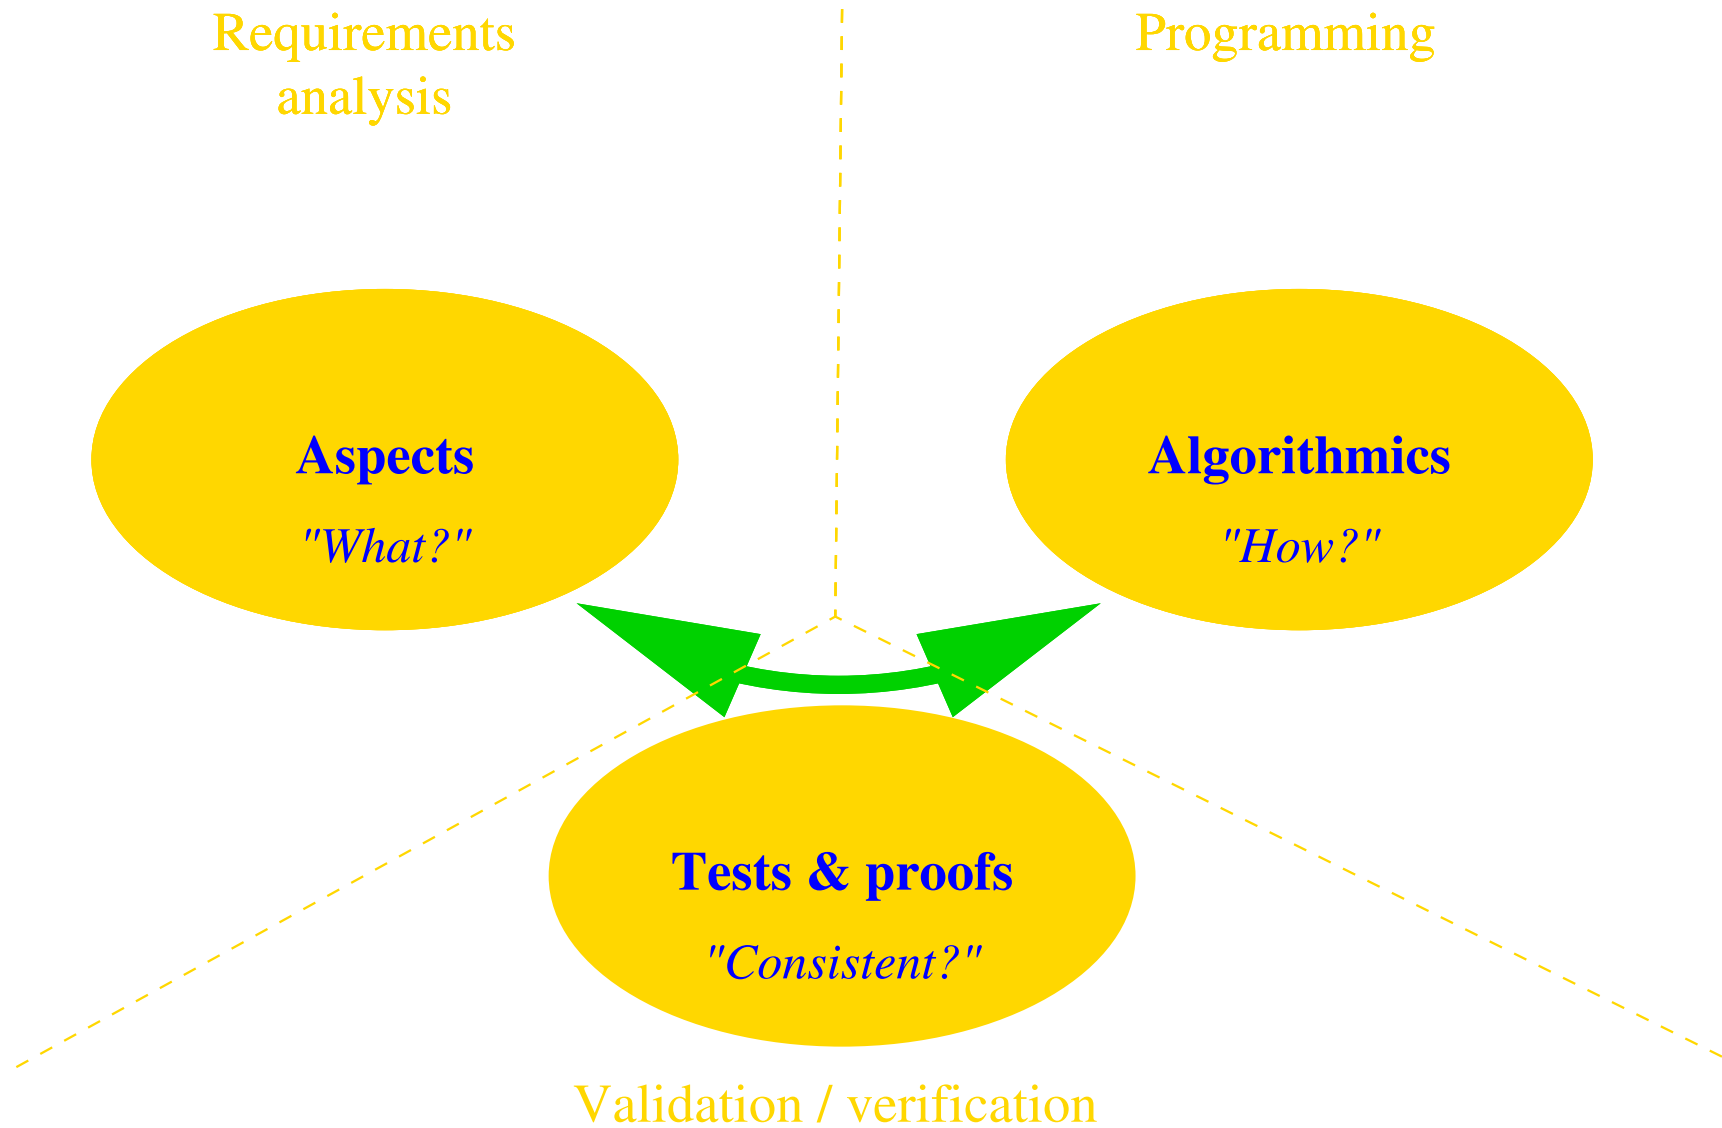 Requirements
analysis
Programming
Aspects
"What?"
Algorithmics
"How?"
Tests & proofs
"Consistent?"
Validation / verification